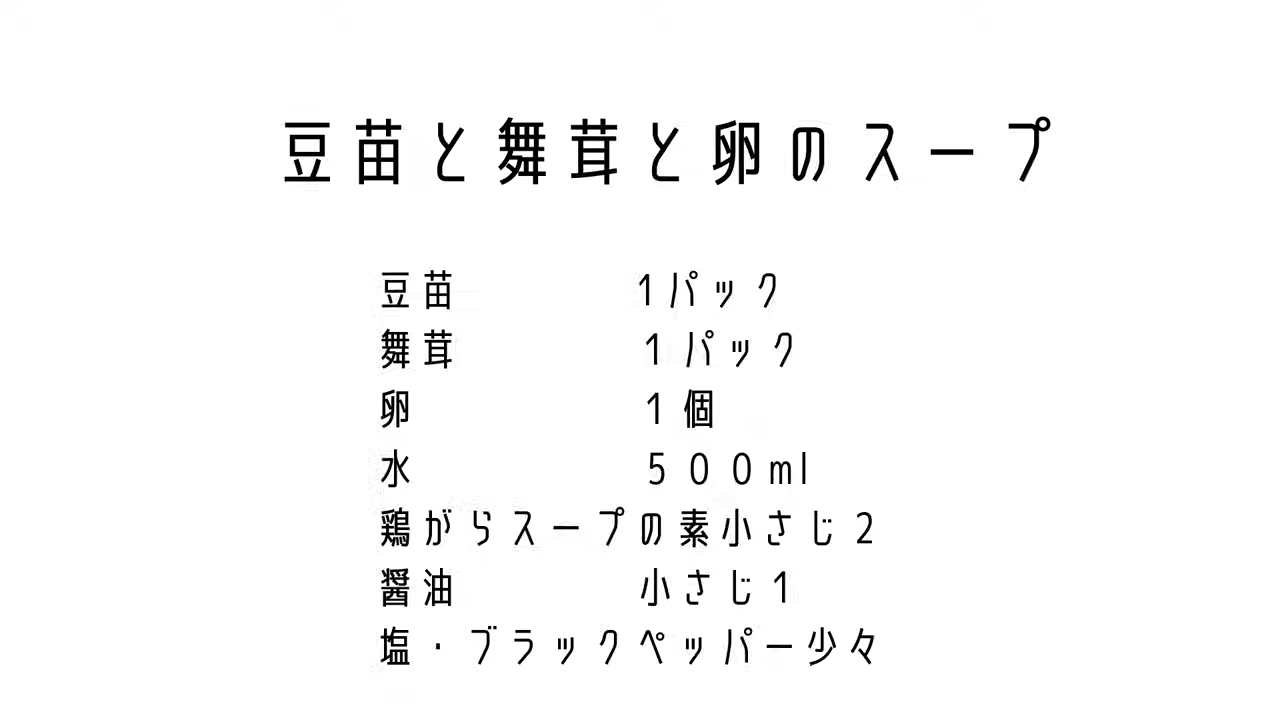 豆苗と舞茸と卵のスープ
豆苗 1パック
舞茸 1パック
卵 1個
水 500ml
鶏がらスープの素小さじ2
醤油 小さじ1
塩・ブラックペッパー少々